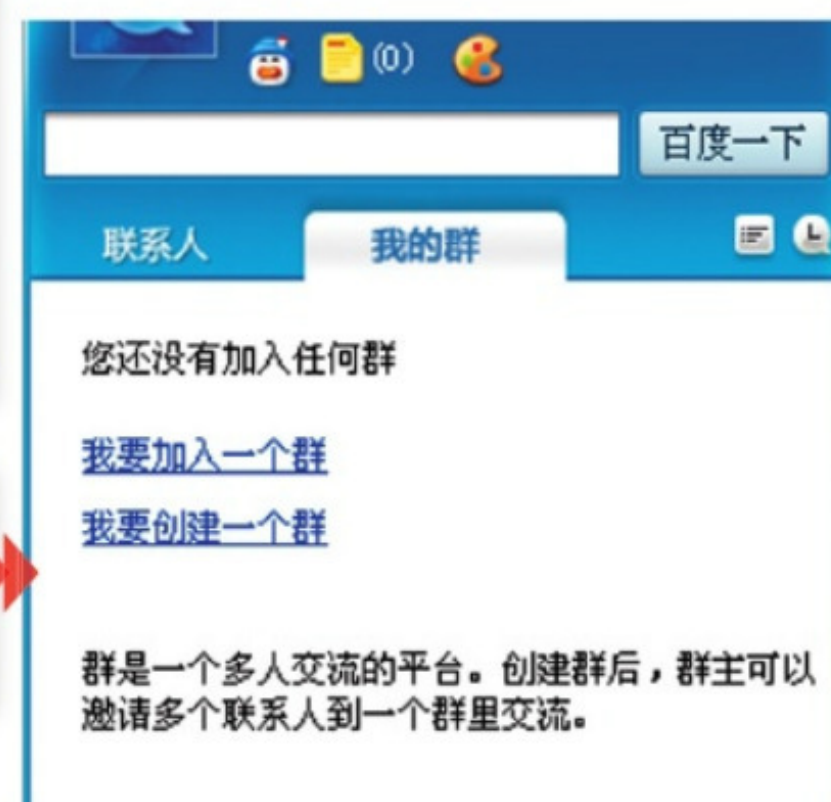 (0)
百度一下
联系人
我的群
您还没有加入任何群
我要加入一个群
我要创建一个群
群是一个多人交流的平台。创建群后，群主可以
邀请多个联系人到一个群里交流。